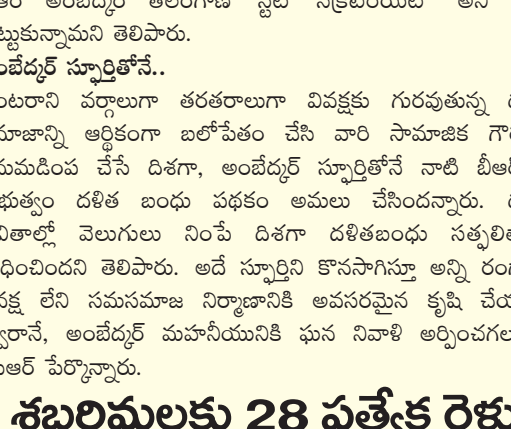 అంబేద్కర్ తెలంగాణ స్టేట్ సెక్రటేరియట్ అని
ట్టుకున్నామని తెలిపారు.
ంబేద్కర్ స్ఫూర్తితోనే..
ంటరాని వర్గాలుగా తరతరాలుగా వివక్షకు గురవుతున్న
మాజాన్ని ఆర్థికంగా బలోపేతం చేసి వారి సామాజిక గౌ
నుమడింప చేసే దిశగా, అంబేద్కర్ స్ఫూర్తితోనే నాటి బీఆ
భుత్వం దళిత బంధు పథకం అమలు చేసిందన్నారు.
వితాల్లో వెలుగులు నింపే దిశగా దళితబంధు సత్ఫలిత
ధించిందని తెలిపారు. అదే స్ఫూర్తిని కొనసాగిస్తూ అన్ని రంగ
వక్ష లేని సమసమాజ నిర్మాణానికి అవసరమైన కృషి చేయ
్వారానే, అంబేద్కర్ మహనీయునికి ఘన నివాళి అర్పించగల
ఆర్ పేర్కొన్నారు.
శబరిమలకు 28 ప్రత్యేక రైళ్లు